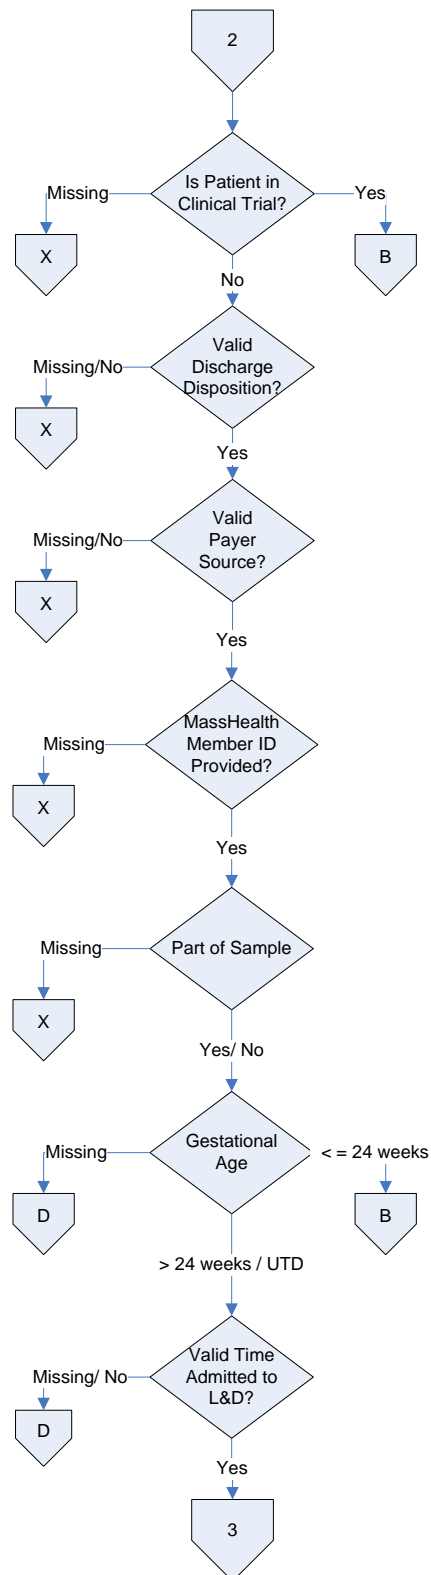 2
Is Patient in
Clinical Trial?
Missing
Yes
X
B
No
Valid
Discharge
Disposition?
Missing/No
X
Yes
Valid
Payer
Source?
Missing/No
X
Yes
MassHealth
Member ID
Provided?
Missing
X
Yes
Part of Sample
Missing
X
Yes/ No
Gestational
Age
Missing
< = 24 weeks
D
B
> 24 weeks / UTD
Valid Time
Admitted to
L&D?
Missing/ No
D
Yes
3